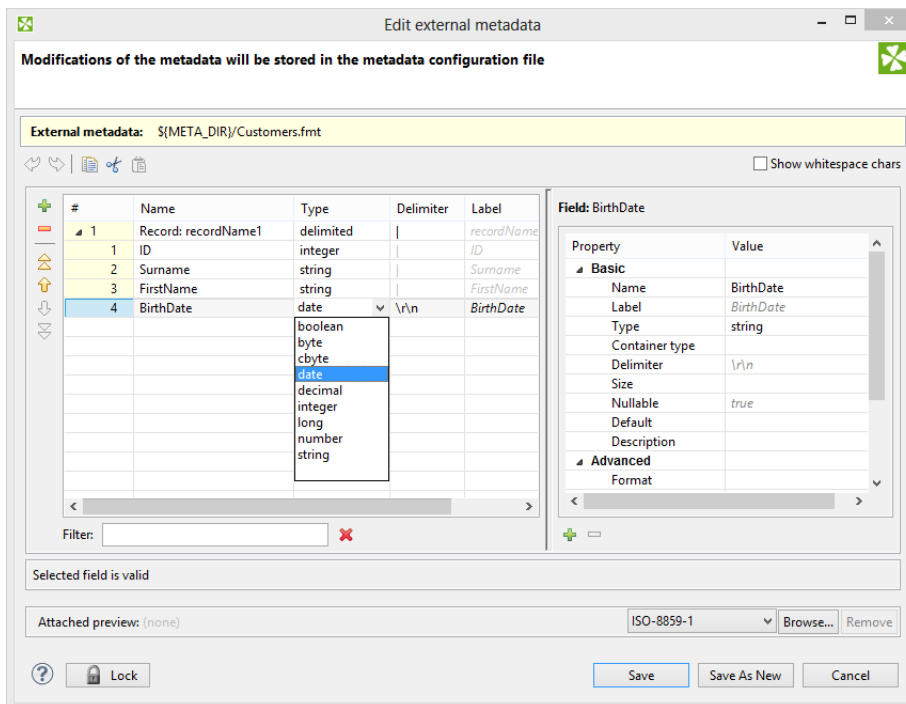 Edit external metadata
Modifications of the metadata will be stored in the metadata configuration file
External metadata: ${META_DIR}/Customers.fmt
Show whitespace chars
# Name Type Delimiter Label
1 Record: recordName1 delimited | recordName
1 ID integer | ID
2 Surname string | Surname
3 FirstName string | FirstName
4 BirthDate date \r\n BirthDate
boolean
byte
cbyte
date
decimal
integer
long
number
string
Filter:
Field: BirthDate
Property Value
Basic
Name BirthDate
Label BirthDate
Type string
Container type
Delimiter \r\n
Size
Nullable true
Default
Description
Advanced
Format
Selected field is valid
Attached preview: (none) ISO-8859-1 Browse... Remove
? Lock Save Save As New Cancel